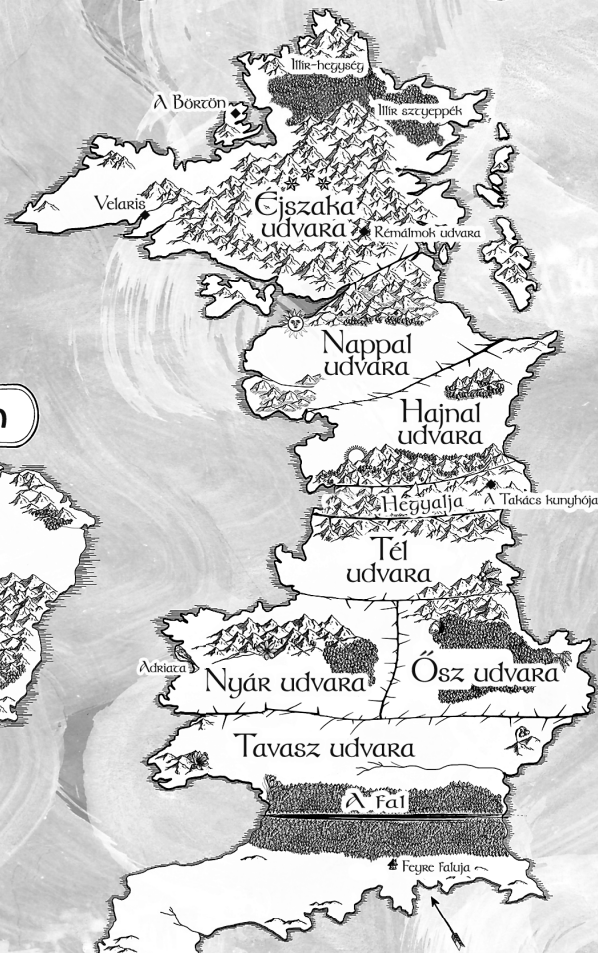 Illír-hegység
A Börtön
Illír sztyeppék
Velaris
Éjszaka
udvara
Rémálmok udvara
Nappal
udvara
Hajnal
udvara
Hegyalja
A Takács kunyhója
Tél
udvara
Adriata
Nyár udvara
Ősz udvara
Tavasz udvara
A Fal
Feyre faluja